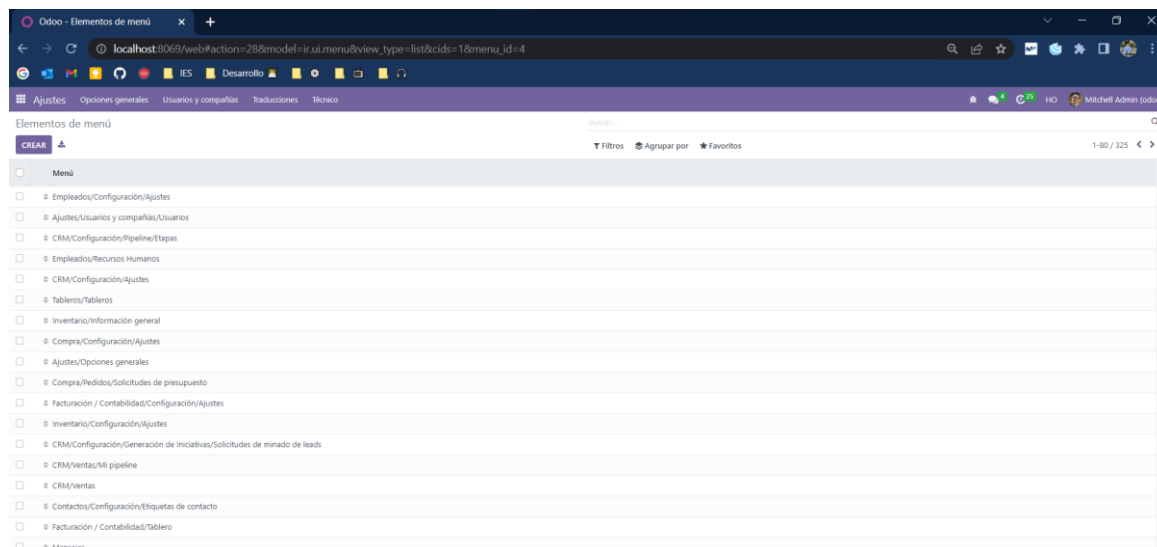 Odoo - Elementos de menú
localhost:8069/web#action=28&model=ir.ui.menu&view_type=list&cids=1&menu_id=4
IES Desarrollo
Ajustes Opciones generales Usuarios y compañías Traducciones Técnico 4 25 HO Mitchell Admin (odo
Elementos de menú Buscar...
CREAR Filtros Agrupar por Favoritos 1-80 / 325
Menú
Empleados/Configuración/Ajustes
Ajustes/Usuarios y compañías/Usuarios
CRM/Configuración/Pipeline/Etapas
Empleados/Recursos Humanos
CRM/Configuración/Ajustes
Tableros/Tableros
Inventario/Información general
Compra/Configuración/Ajustes
Ajustes/Opciones generales
Compra/Pedidos/Solicitudes de presupuesto
Facturación / Contabilidad/Configuración/Ajustes
Inventario/Configuración/Ajustes
CRM/Configuración/Generación de Iniciativas/Solicitudes de minado de leads
CRM/Ventas/Mi pipeline
CRM/Ventas
Contactos/Configuración/Etiquetas de contacto
Facturación / Contabilidad/Tablero